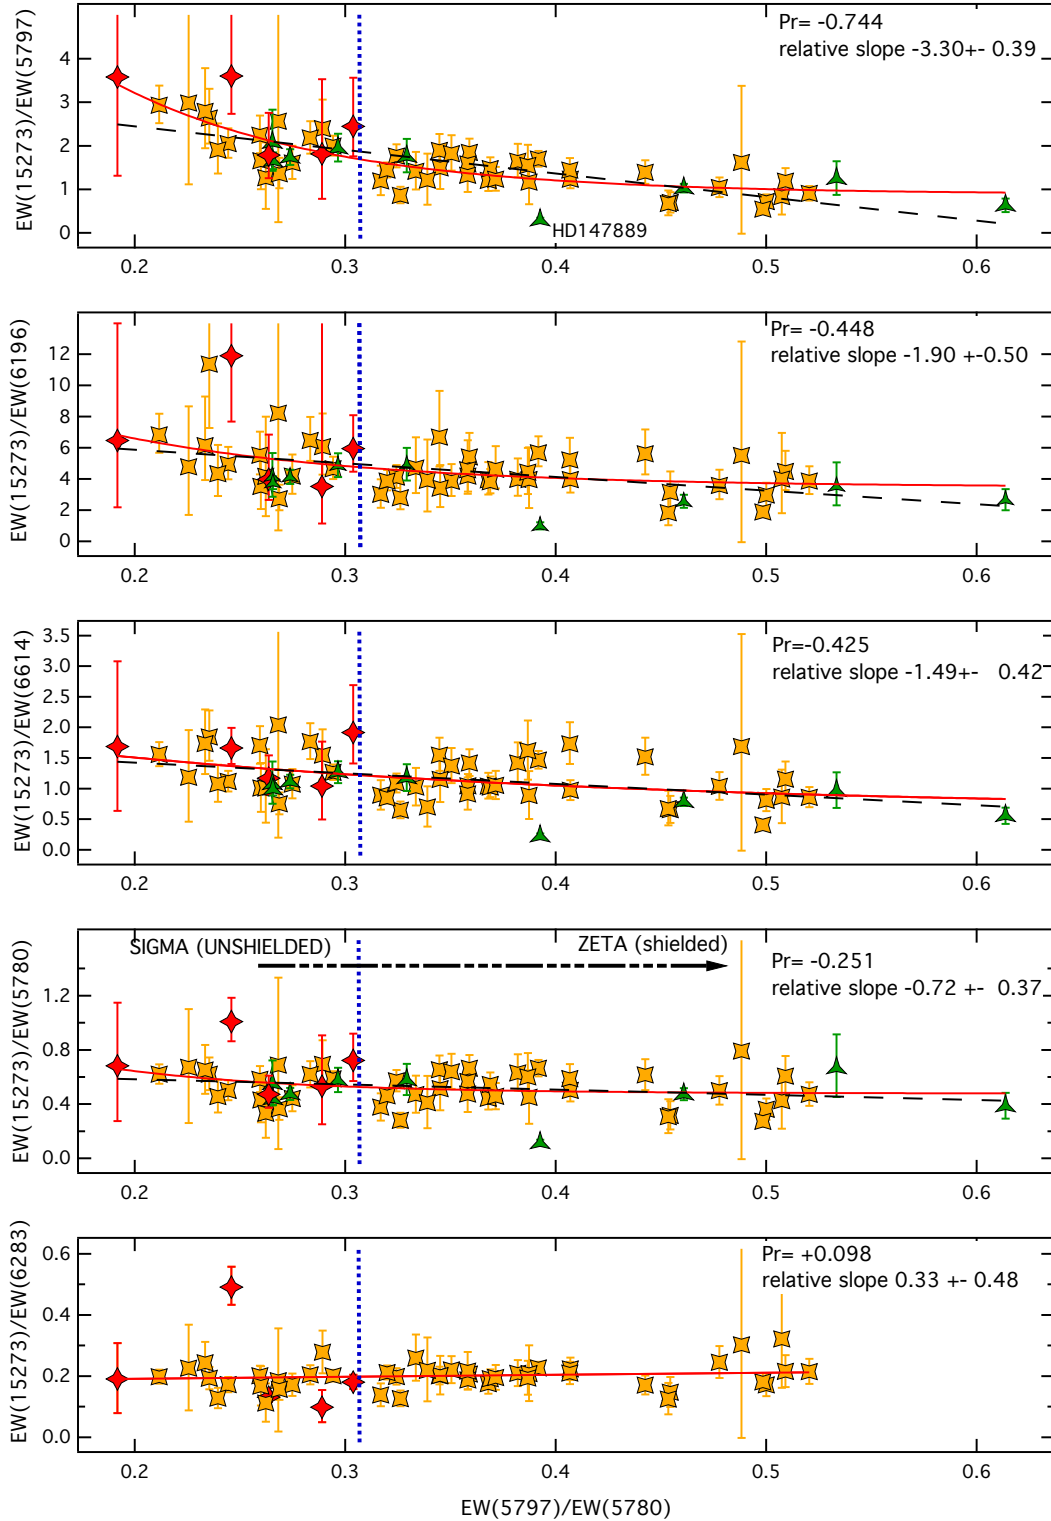 EW(15273)/EW(5797)
4
3
2
1
0
Pr= -0.744
relative slope -3.30+- 0.39
HD147889
0.2 0.3 0.4 0.5 0.6
EW(15273)/EW(6196)
12
10
8
6
4
2
0
Pr= -0.448
relative slope -1.90 +-0.50
0.2 0.3 0.4 0.5 0.6
EW(15273)/EW(6614)
3.5
3.0
2.5
2.0
1.5
1.0
0.5
0.0
Pr=-0.425
relative slope -1.49+- 0.42
0.2 0.3 0.4 0.5 0.6
EW(15273)/EW(5780)
1.2
0.8
0.4
0.0
SIGMA (UNSHIELDED)
ZETA (shielded)
Pr= -0.251
relative slope -0.72 +- 0.37
0.2 0.3 0.4 0.5 0.6
EW(15273)/EW(6283)
0.6
0.4
0.2
0.0
Pr= +0.098
relative slope 0.33 +- 0.48
0.2 0.3 0.4 0.5 0.6
EW(5797)/EW(5780)